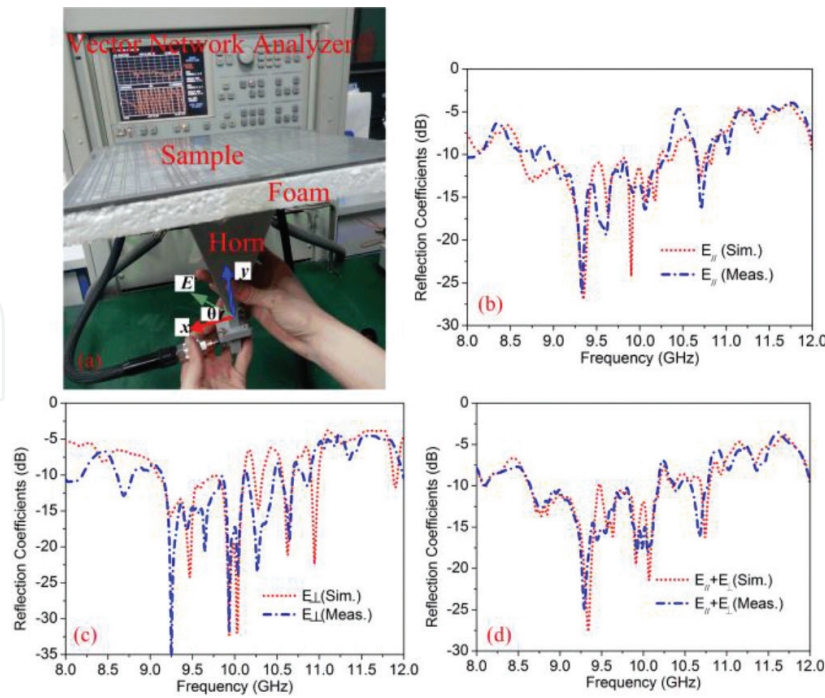 Vector Network Analyzer
Sample
Foam
Horn
E
y
θ
x
(a)
0
-5
-10
-15
-20
-25
-30
Reflection Coefficients (dB)
E// (Sim.)
E// (Meas.)
(b)
8.0 8.5 9.0 9.5 10.0 10.5 11.0 11.5 12.0
Frequency (GHz)
0
-5
-10
-15
-20
-25
-30
-35
Reflection Coefficients (dB)
E⊥(Sim.)
E⊥(Meas.)
(c)
8.0 8.5 9.0 9.5 10.0 10.5 11.0 11.5 12.0
Frequency (GHz)
0
-5
-10
-15
-20
-25
-30
Reflection Coefficients (dB)
E//+E⊥(Sim.)
E//+E⊥(Meas.)
(d)
8.0 8.5 9.0 9.5 10.0 10.5 11.0 11.5 12.0
Frequency (GHz)